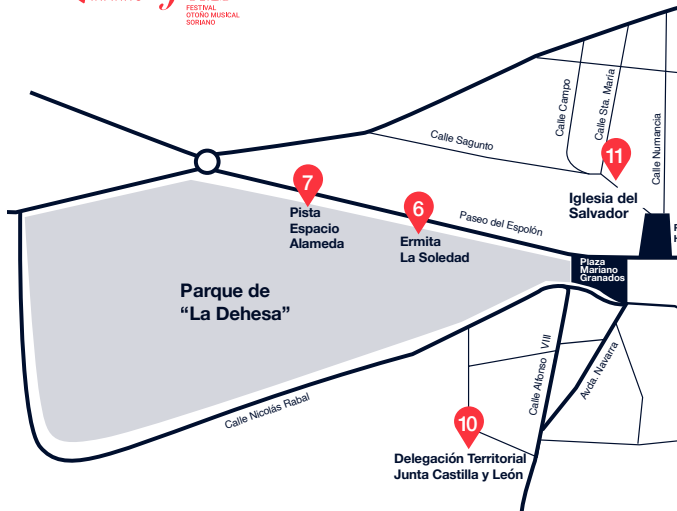 FESTIVAL
OTOÑO MUSICAL
SORIANO
Calle Sagunto
Calle Campo
Calle Sta. María
Calle Numancia
11
Iglesia del
Salvador
7
Pista
Espacio
Alameda
6
Ermita
La Soledad
Paseo del Espolón
Plaza
Mariano
Granados
Parque de
“La Dehesa”
Calle Nicolás Rabal
Calle Alfonso VIII
Avda. Navarra
10
Delegación Territorial
Junta Castilla y León